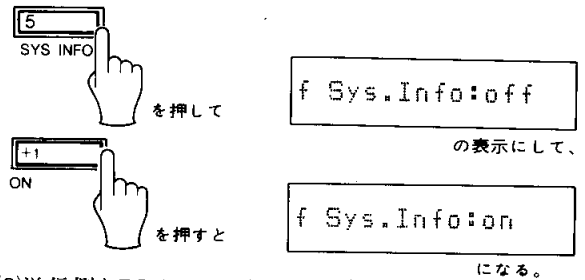 5
SYS INFO
を押して
f Sys.Info:off
の表示にして、
+1
ON
を押すと
f Sys.Info:on
になる。